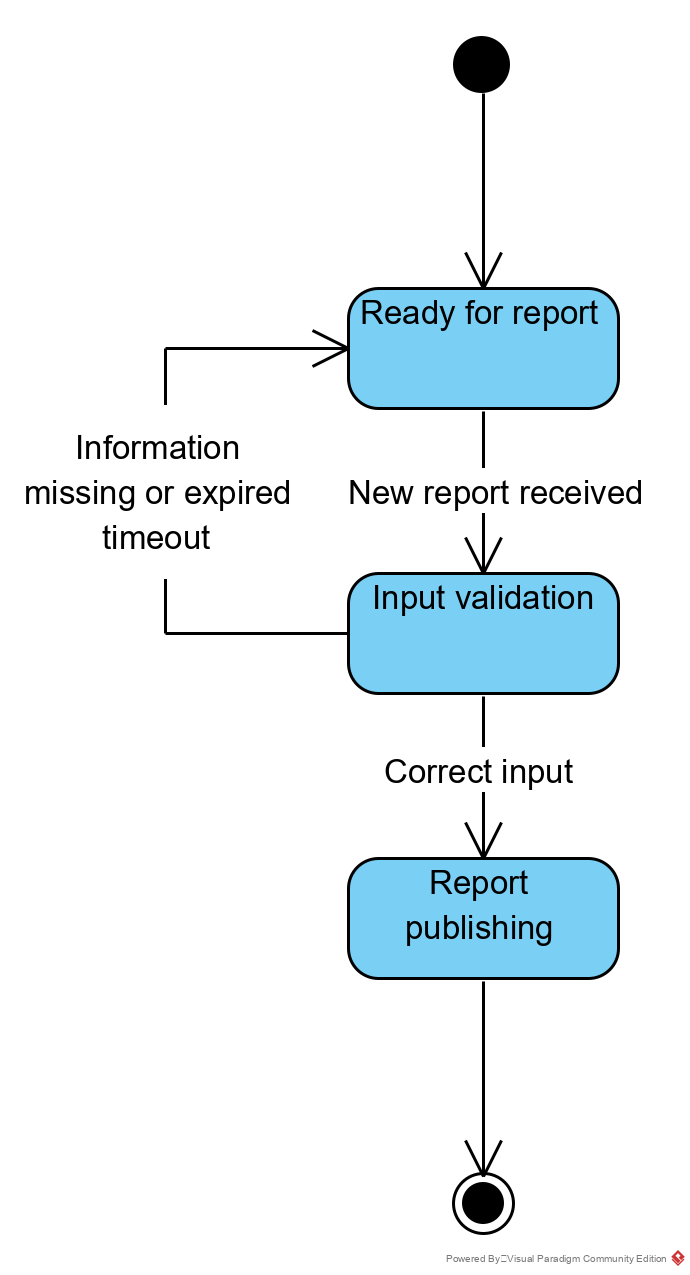 Ready for report
Information
missing or expired
timeout
New report received
Input validation
Correct input
Report
publishing
Powered By Visual Paradigm Community Edition